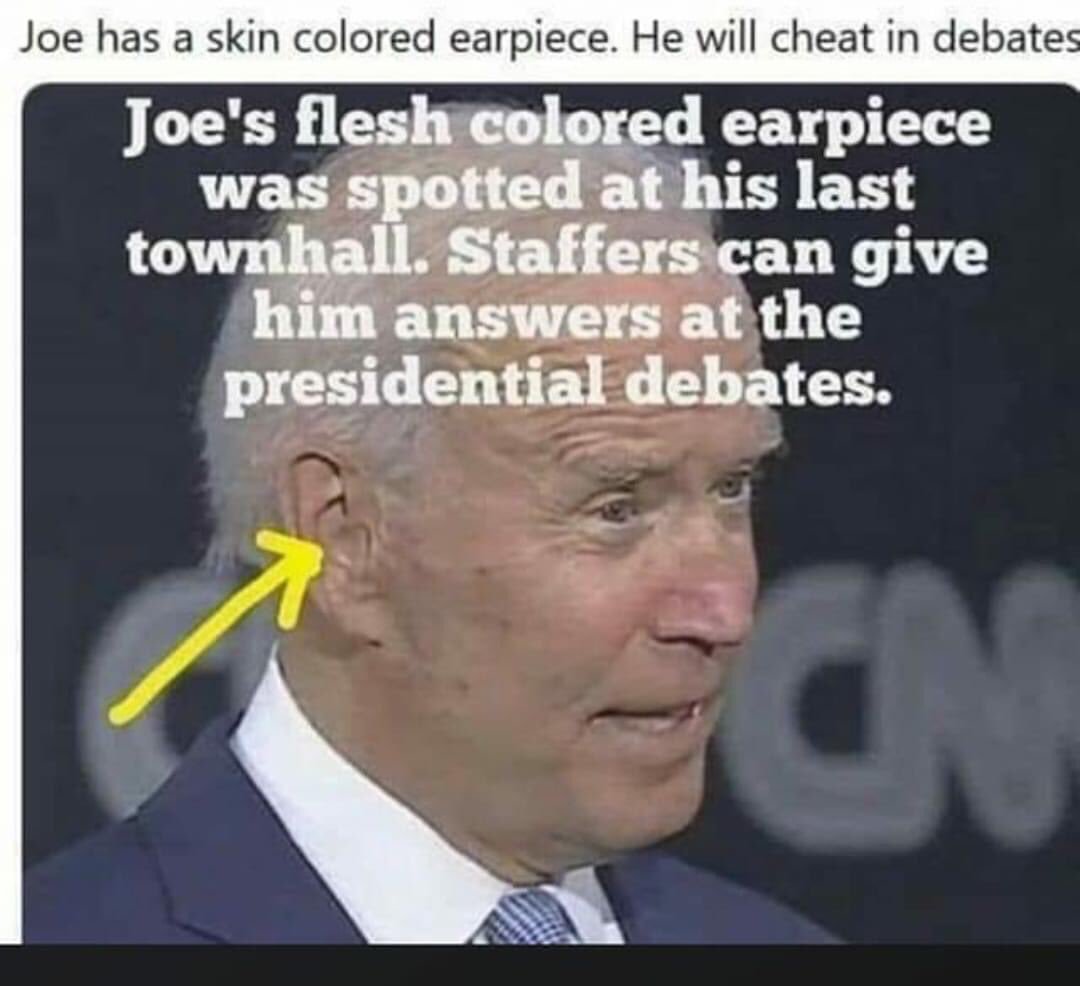 Joe has a skin colored earpiece. He will cheat in debates
Joe's flesh colored earpiece
was spotted at his last
townhall. Staffers can give
him answers at the
presidential debates.
CNN